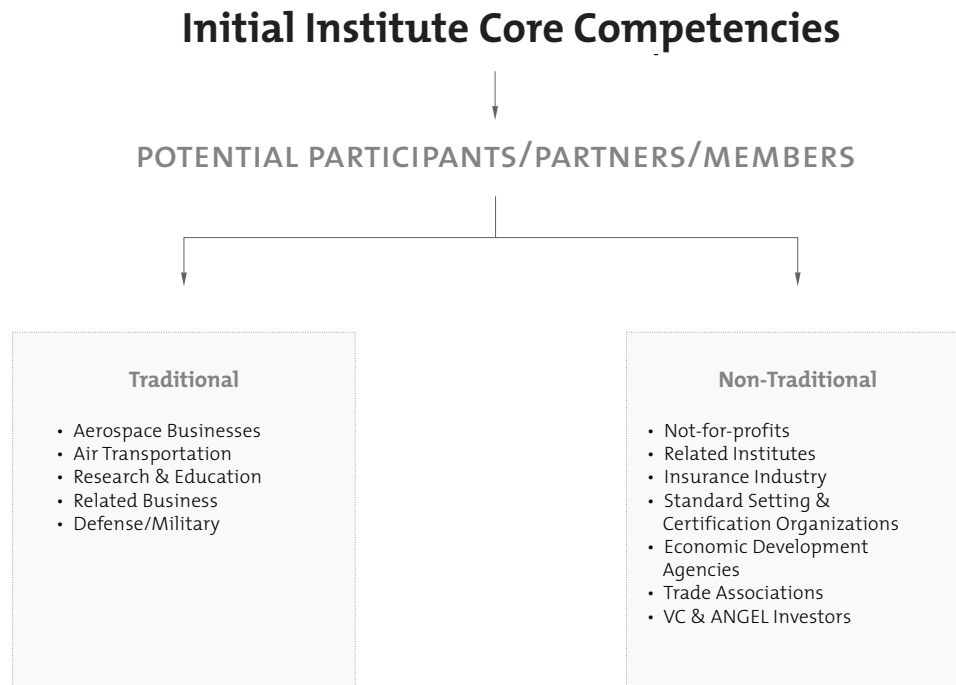 Initial Institute Core Competencies
POTENTIAL PARTICIPANTS/PARTNERS/MEMBERS
Traditional
• Aerospace Businesses
• Air Transportation
• Research & Education
• Related Business
• Defense/Military
Non-Traditional
• Not-for-profits
• Related Institutes
• Insurance Industry
• Standard Setting &
Certification Organizations
• Economic Development
Agencies
• Trade Associations
• VC & ANGEL Investors